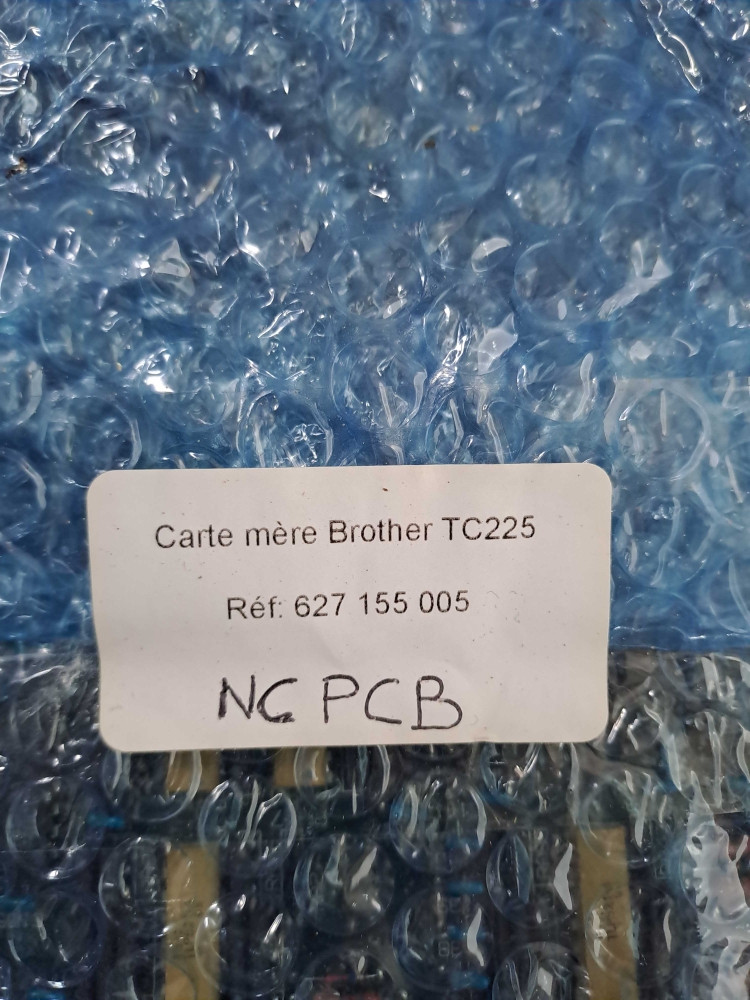 Carte mère Brother TC225
Réf: 627 155 005
NC PCB